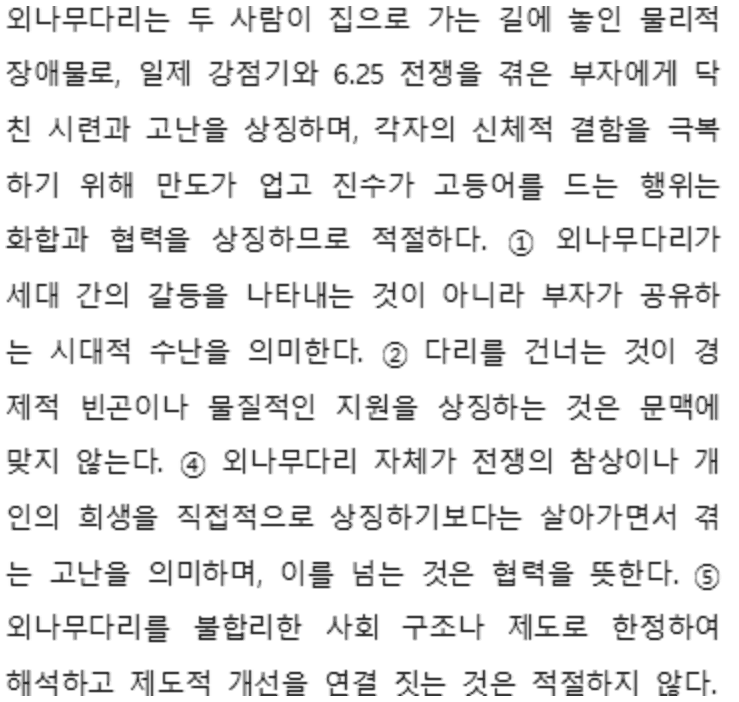 외나무다리는 두 사람이 집으로 가는 길에 놓인 물리적
장애물로, 일제 강점기와 6.25 전쟁을 겪은 부자에게 닥
친 시련과 고난을 상징하며, 각자의 신체적 결함을 극복
하기 위해 만도가 업고 진수가 고등어를 드는 행위는
화합과 협력을 상징하므로 적절하다. ① 외나무다리가
세대 간의 갈등을 나타내는 것이 아니라 부자가 공유하
는 시대적 수난을 의미한다. ② 다리를 건너는 것이 경
제적 빈곤이나 물질적인 지원을 상징하는 것은 문맥에
맞지 않는다. ④ 외나무다리 자체가 전쟁의 참상이나 개
인의 희생을 직접적으로 상징하기보다는 살아가면서 겪
는 고난을 의미하며, 이를 넘는 것은 협력을 뜻한다. ⑤
외나무다리를 불합리한 사회 구조나 제도로 한정하여
해석하고 제도적 개선을 연결 짓는 것은 적절하지 않다.